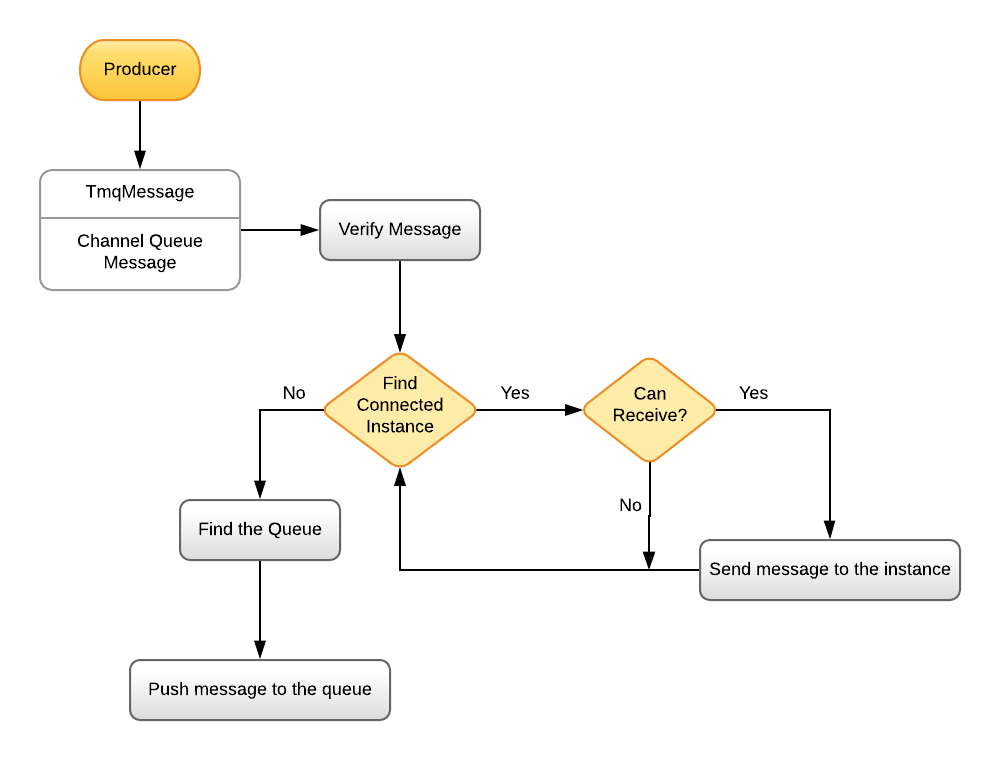 Producer
TmqMessage
Channel Queue
Message
Verify Message
Find
Connected
Instance
No
Yes
Can
Receive?
Yes
No
Find the Queue
Send message to the instance
Push message to the queue